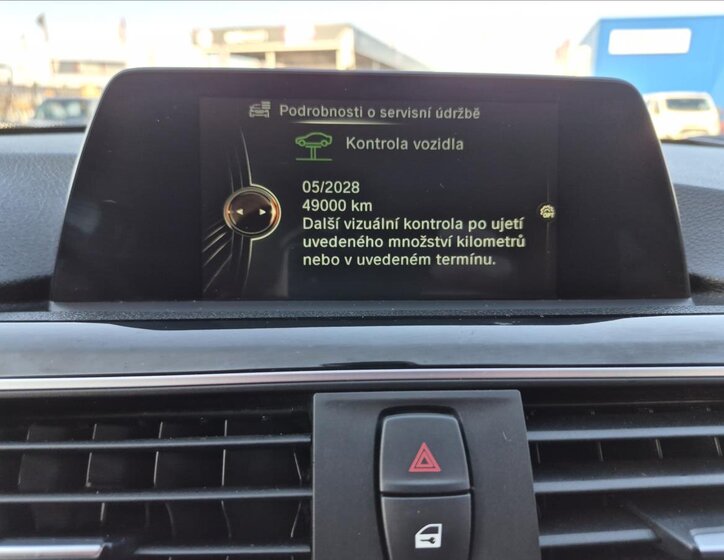 Podrobnosti o servisní údržbě
Kontrola vozidla
05/2028
49000 km
Další vizuální kontrola po ujetí
uvedeného množství kilometrů
nebo v uvedeném termínu.